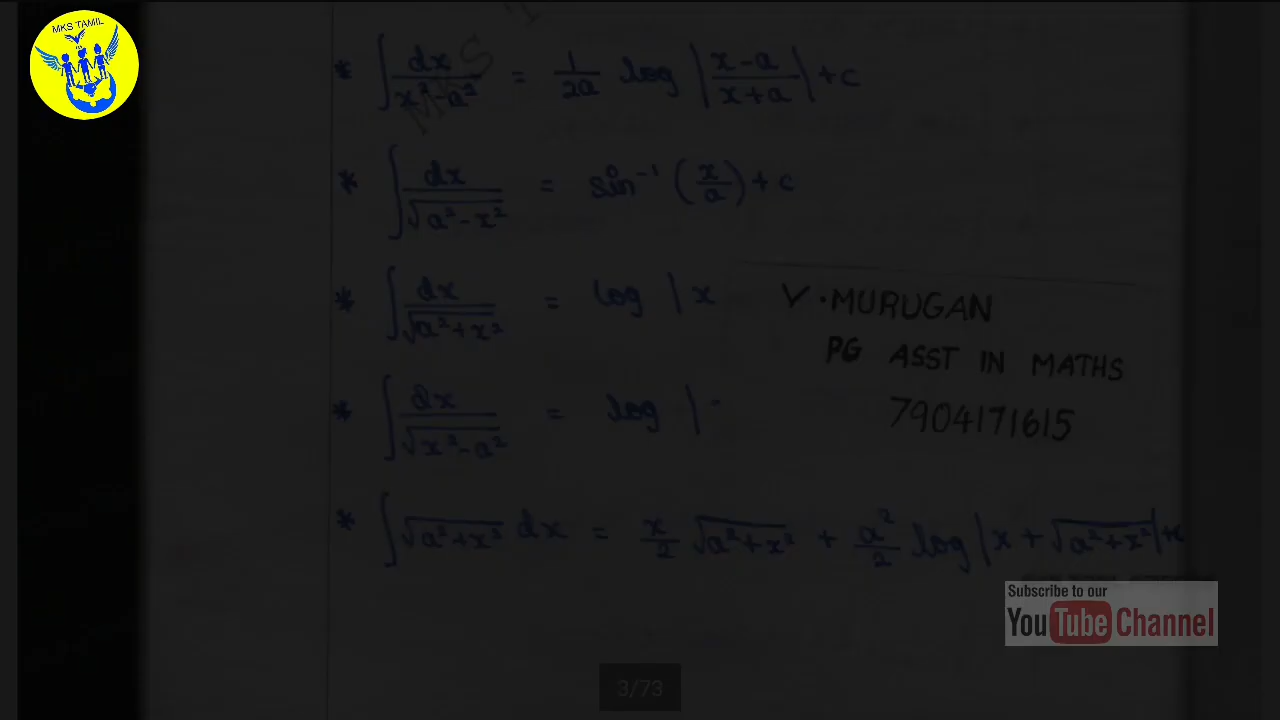 MKS TAMIL
* ∫ dx/(x²-a²) = 1/2a log |(x-a)/(x+a)| + c
* ∫ dx/√(a²-x²) = sin⁻¹ (x/a) + c
* ∫ dx/√(a²+x²) = log | x
V. MURUGAN
PG ASST IN MATHS
7904171615
* ∫ dx/√(x²-a²) = log |
* ∫ √(a²+x²) dx = x/2 √(a²+x²) + a²/2 log |x + √(a²+x²)| + c
Subscribe to our
YouTube Channel
3/73